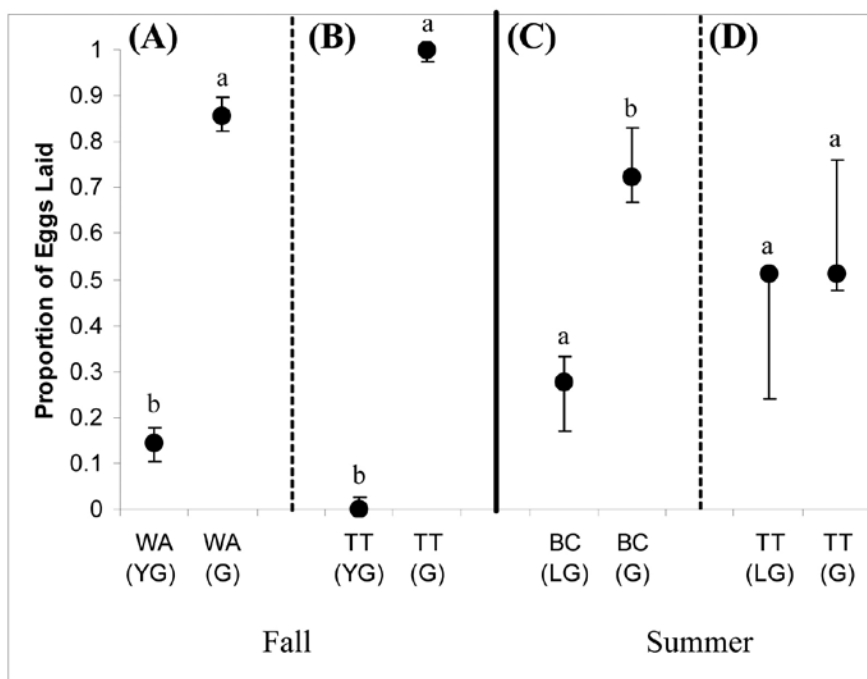 (A) (B) (C) (D)
Proportion of Eggs Laid
1
0.9
0.8
0.7
0.6
0.5
0.4
0.3
0.2
0.1
0
b
a
b
a
a
b
a
a
WA WA TT TT BC BC TT TT
(YG) (G) (YG) (G) (LG) (G) (LG) (G)
Fall Summer